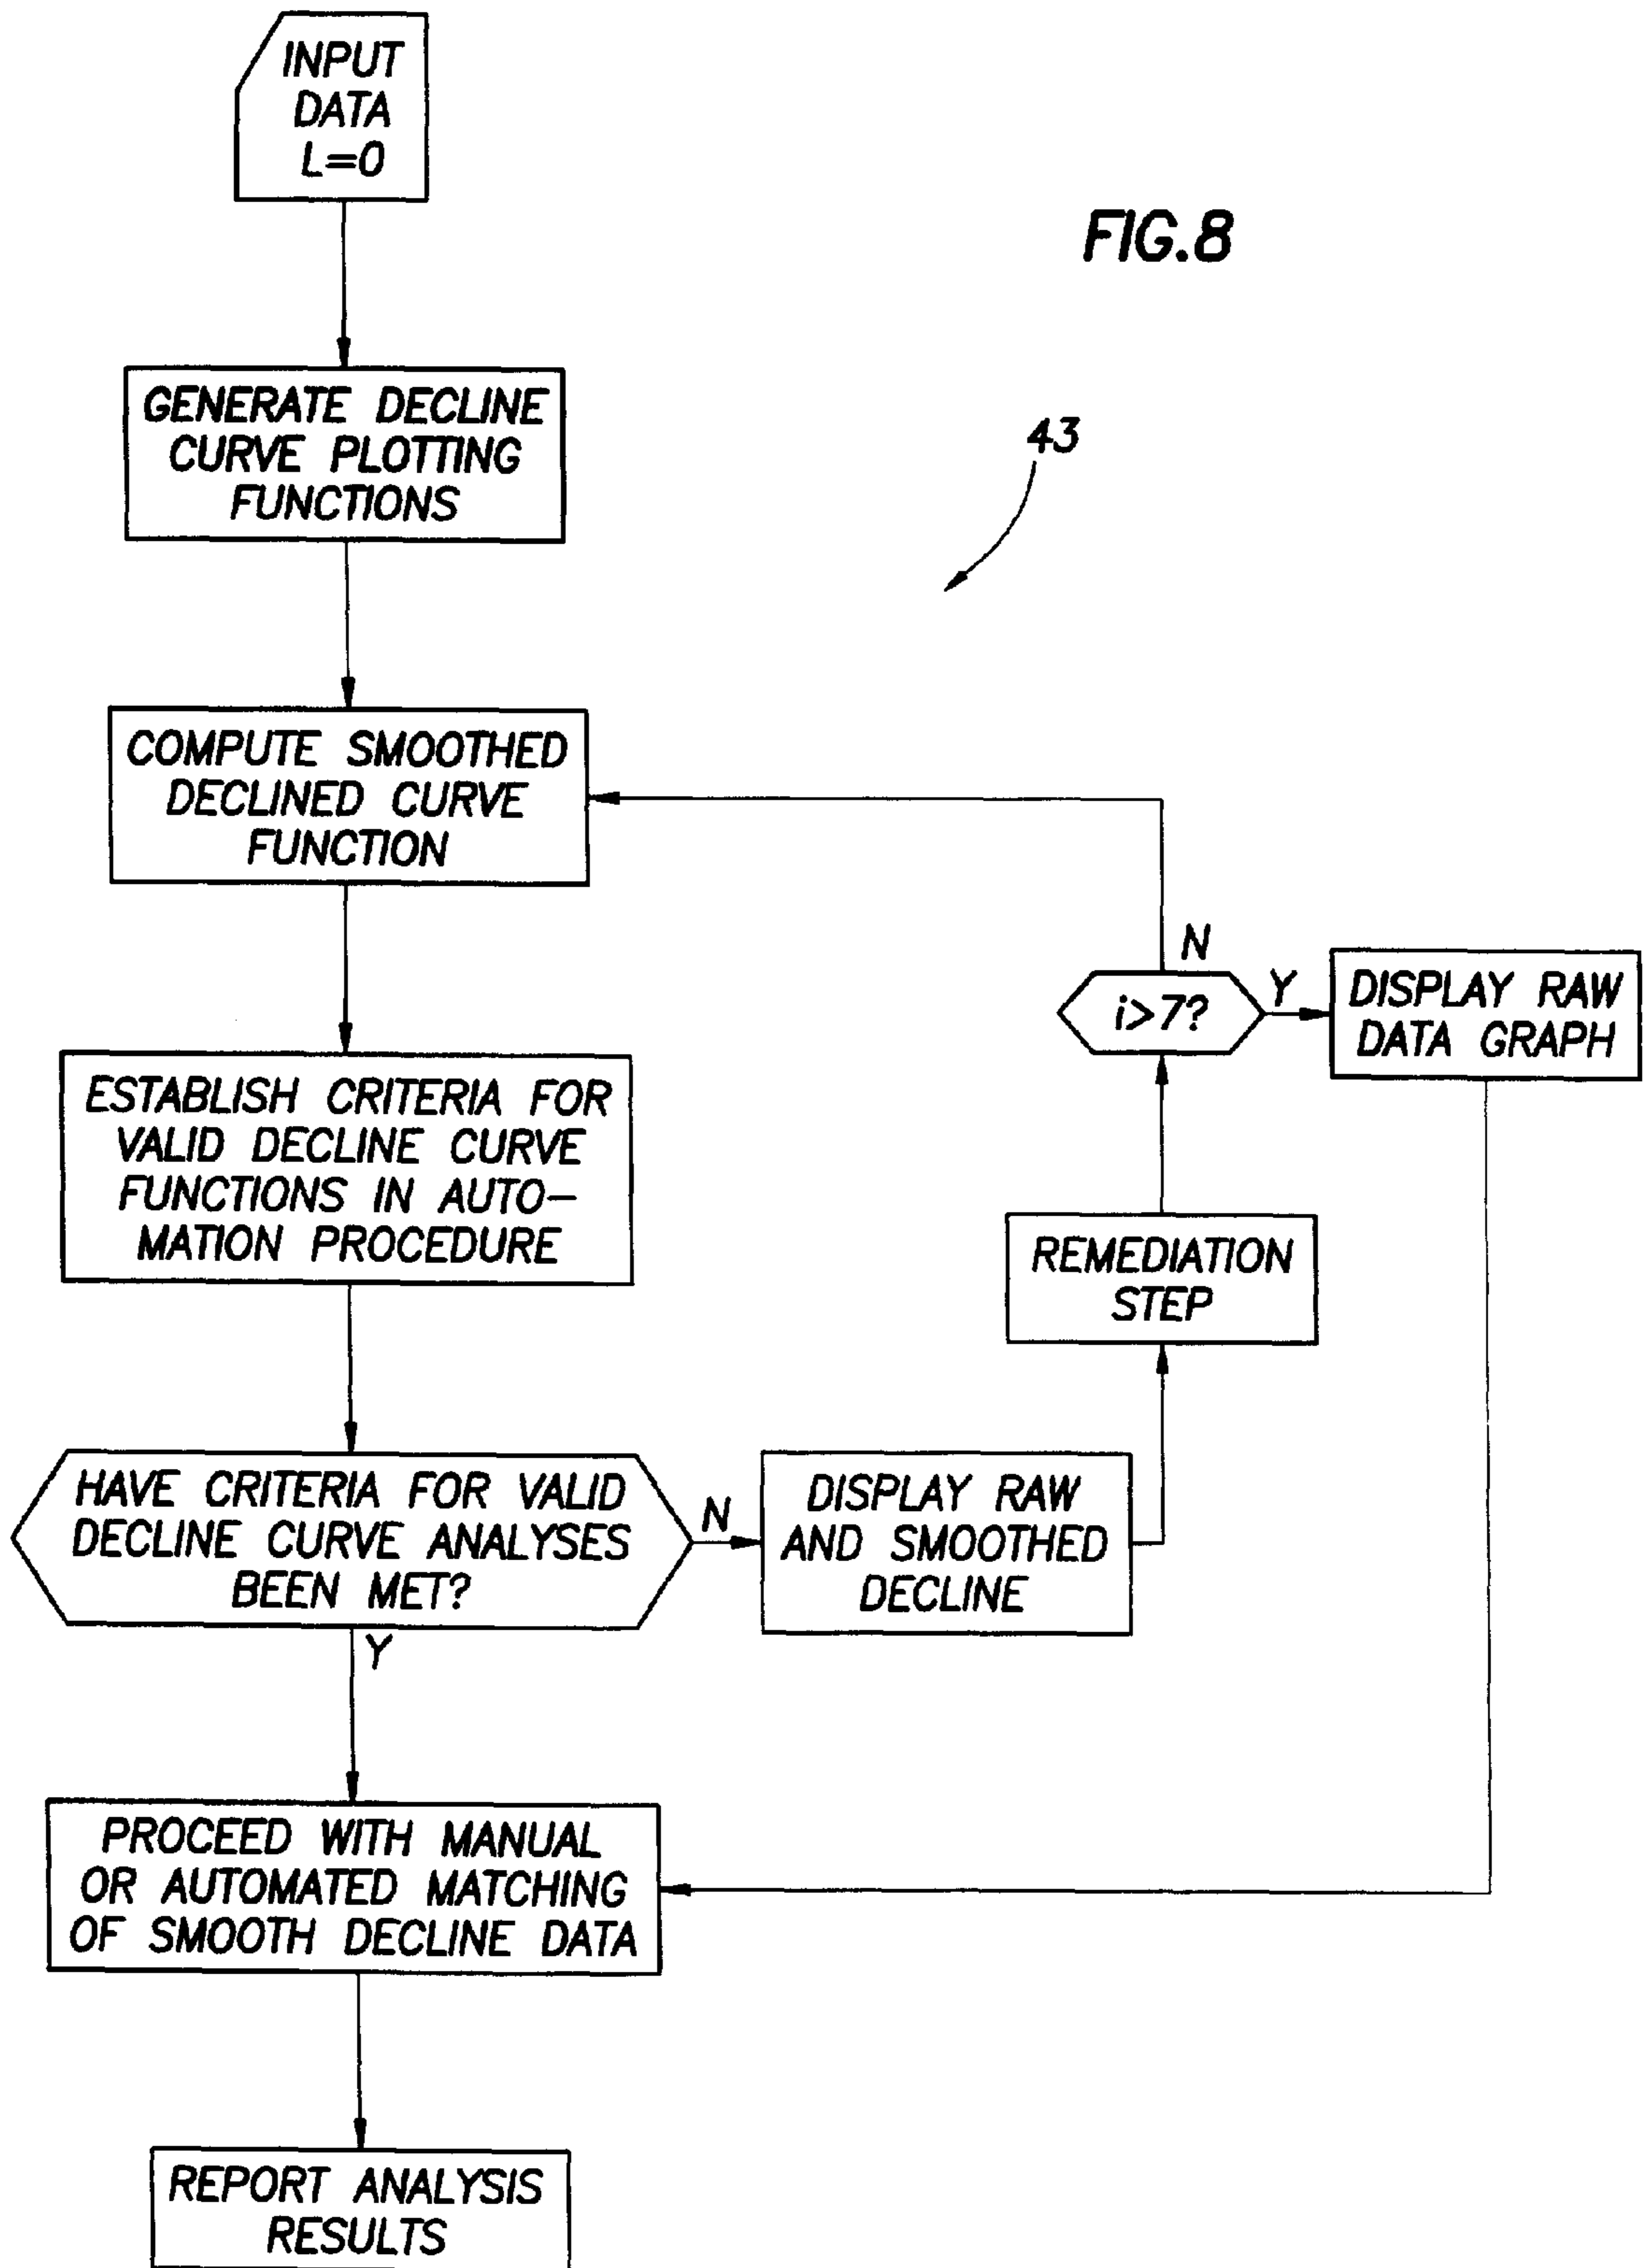 INPUT
DATA
L=0
FIG.8
GENERATE DECLINE
CURVE PLOTTING
FUNCTIONS
43
COMPUTE SMOOTHED
DECLINED CURVE
FUNCTION
N
i>7?
Y
DISPLAY RAW
DATA GRAPH
ESTABLISH CRITERIA FOR
VALID DECLINE CURVE
FUNCTIONS IN AUTO-
MATION PROCEDURE
REMEDIATION
STEP
HAVE CRITERIA FOR VALID
DECLINE CURVE ANALYSES
BEEN MET?
N
DISPLAY RAW
AND SMOOTHED
DECLINE
Y
PROCEED WITH MANUAL
OR AUTOMATED MATCHING
OF SMOOTH DECLINE DATA
REPORT ANALYSIS
RESULTS